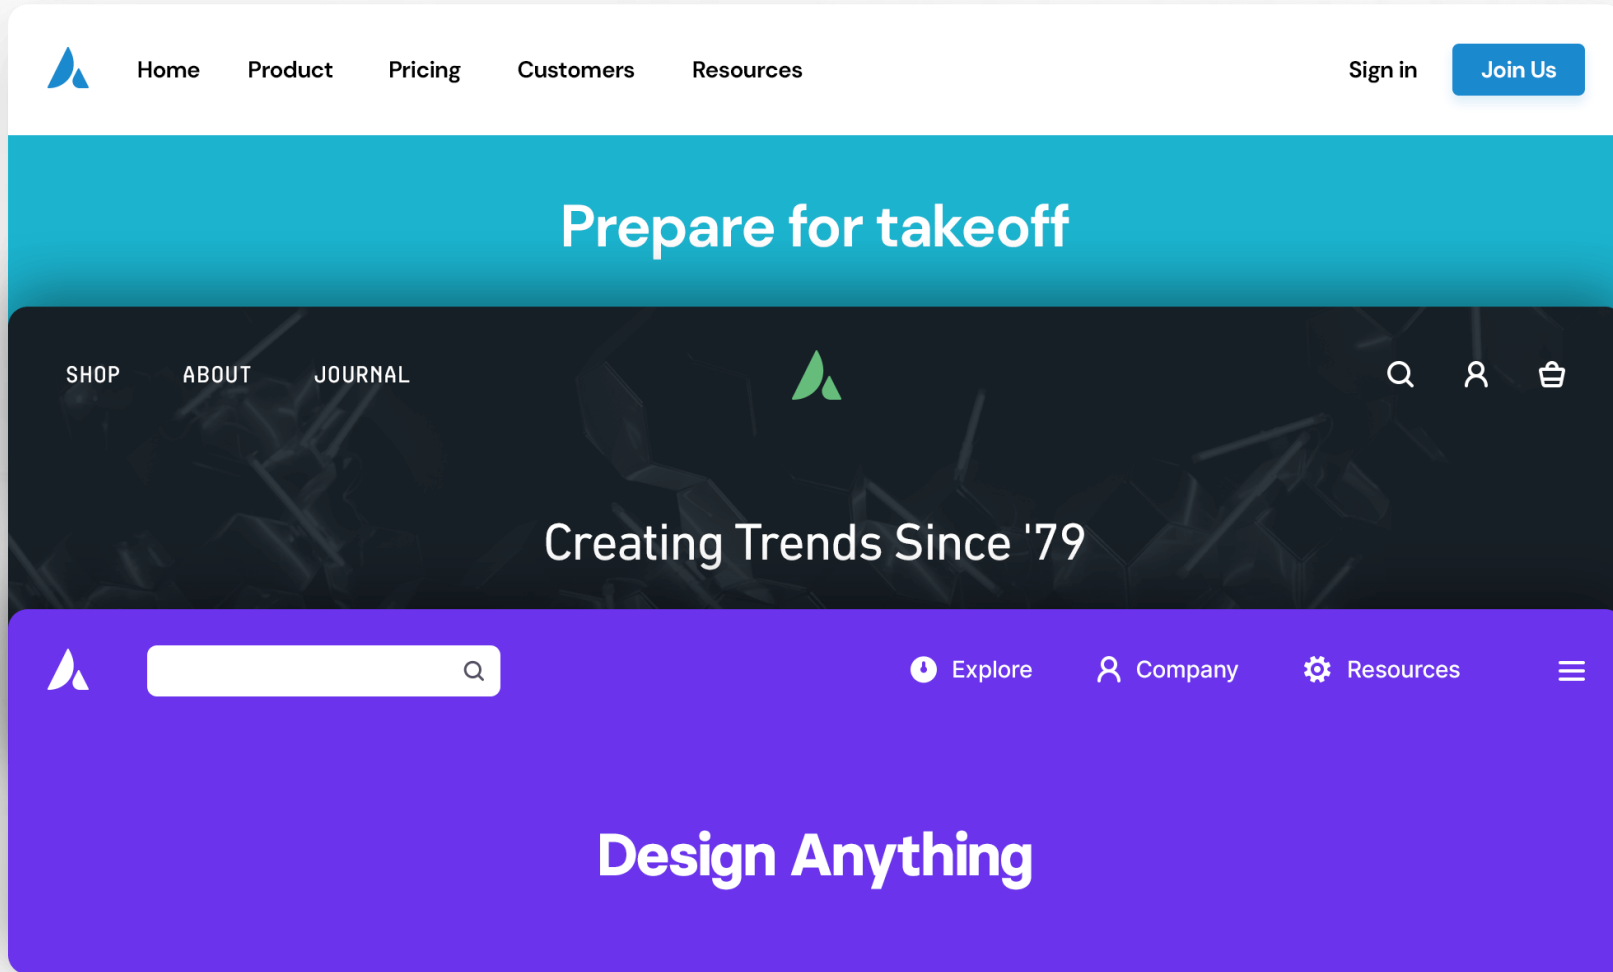 Home Product Pricing Customers Resources Sign in Join Us
Prepare for takeoff
SHOP ABOUT JOURNAL
Creating Trends Since '79
Explore Company Resources
Design Anything